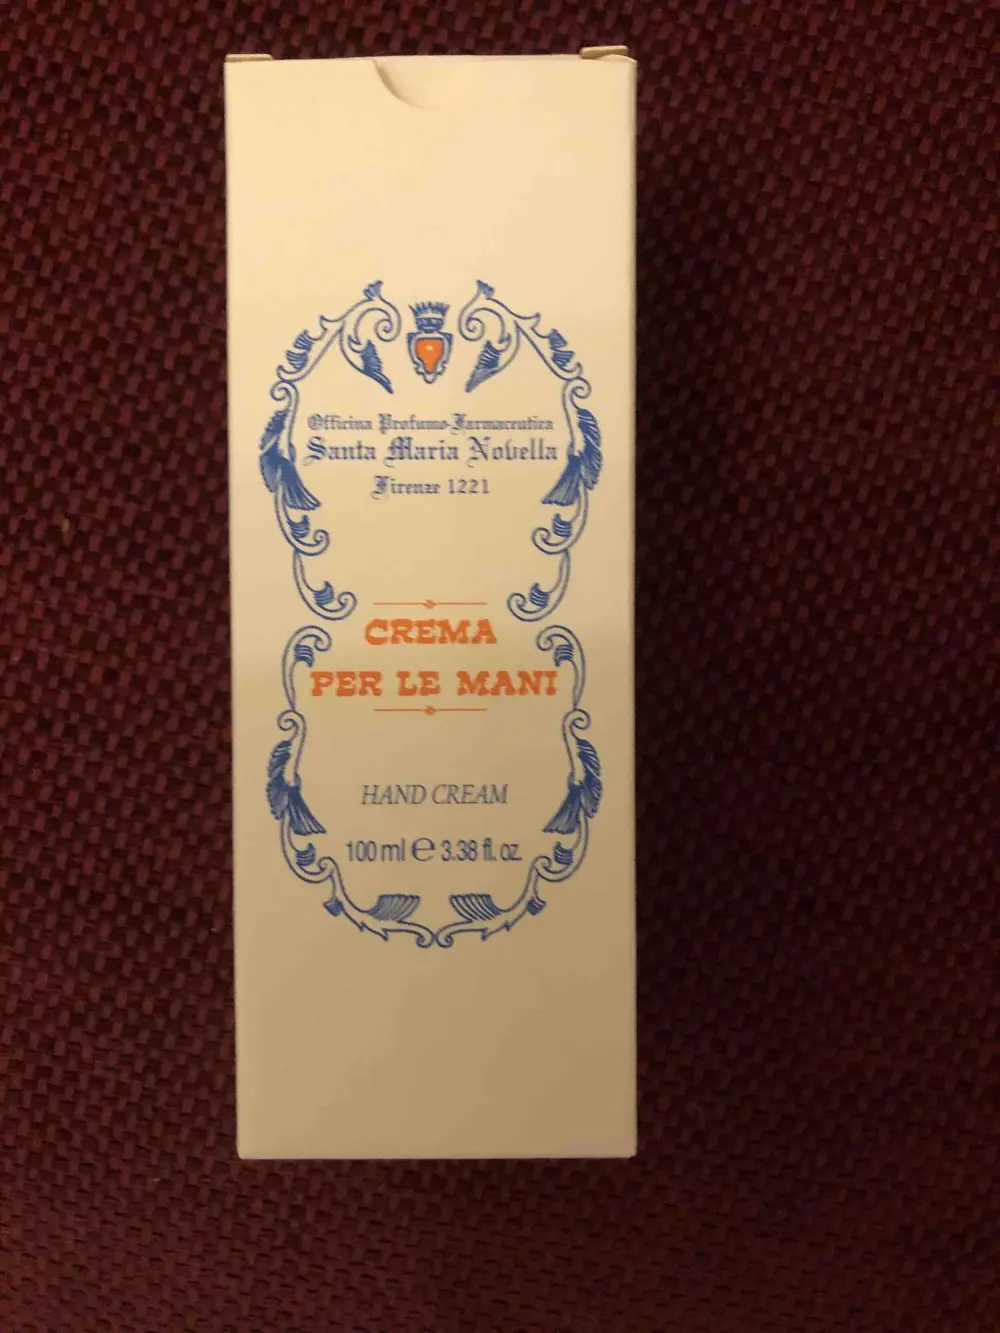 Officina Profumo-Farmaceutica
Santa Maria Novella
Firenze 1221
CREMA
PER LE MANI
HAND CREAM
100 ml ℮ 3.38 fl. oz.